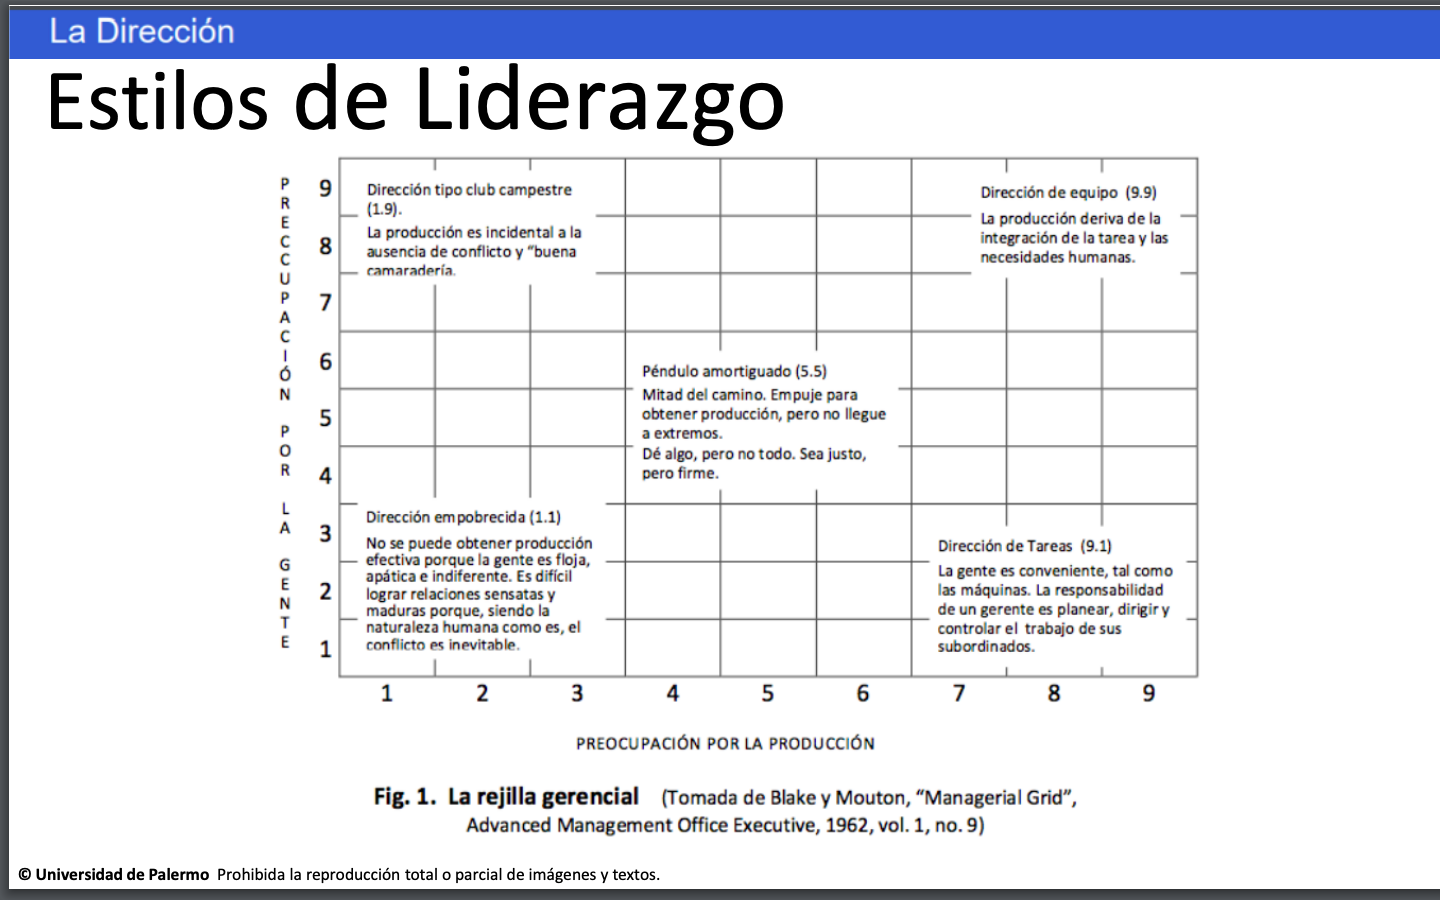 La Dirección
Estilos de Liderazgo
PRECCUPACIÓN POR LA GENTE
9
8
7
6
5
4
3
2
1
Dirección tipo club campestre
(1.9).
La producción es incidental a la
ausencia de conflicto y “buena
camaradería.
Dirección de equipo (9.9)
La producción deriva de la
integración de la tarea y las
necesidades humanas.
Péndulo amortiguado (5.5)
Mitad del camino. Empuje para
obtener producción, pero no llegue
a extremos.
Dé algo, pero no todo. Sea justo,
pero firme.
Dirección empobrecida (1.1)
No se puede obtener producción
efectiva porque la gente es floja,
apática e indiferente. Es difícil
lograr relaciones sensatas y
maduras porque, siendo la
naturaleza humana como es, el
conflicto es inevitable.
Dirección de Tareas (9.1)
La gente es conveniente, tal como
las máquinas. La responsabilidad
de un gerente es planear, dirigir y
controlar el trabajo de sus
subordinados.
1 2 3 4 5 6 7 8 9
PREOCUPACIÓN POR LA PRODUCCIÓN
Fig. 1. La rejilla gerencial (Tomada de Blake y Mouton, “Managerial Grid”,
Advanced Management Office Executive, 1962, vol. 1, no. 9)
© Universidad de Palermo Prohibida la reproducción total o parcial de imágenes y textos.